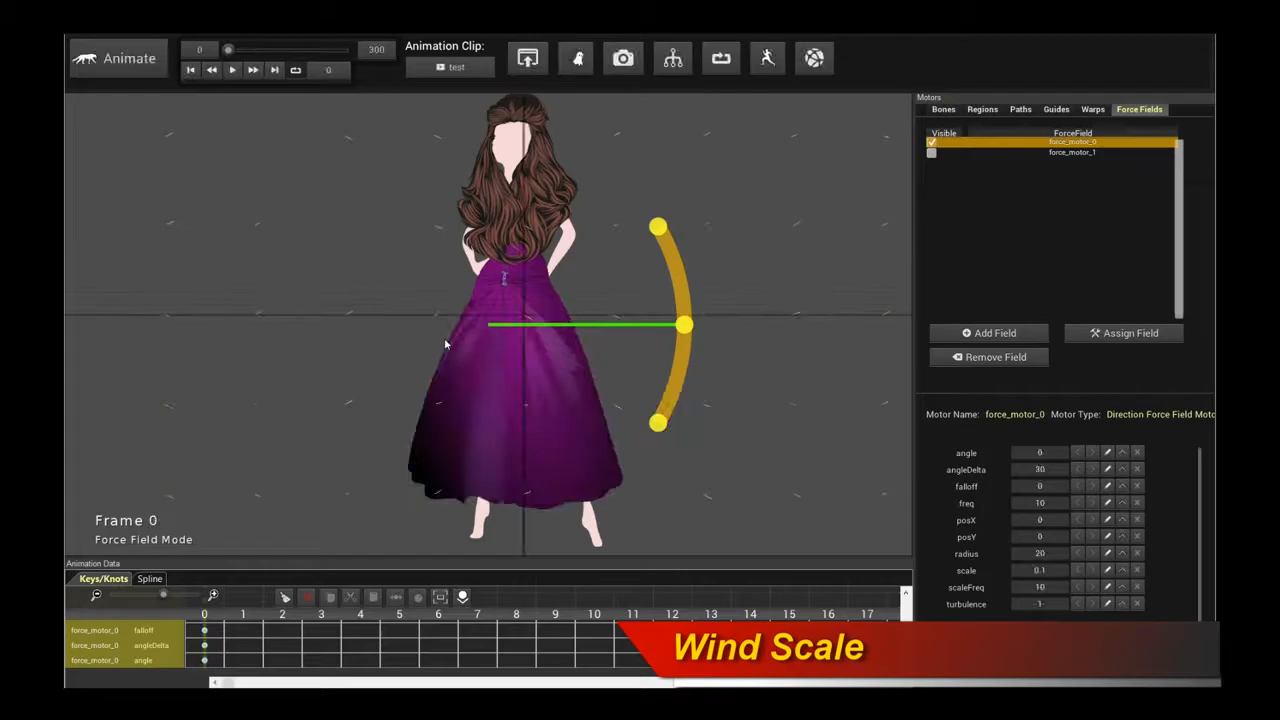 Animate
0
300
0
Animation Clip:
test
Motors
Bones Regions Paths Guides Warps Force Fields
Visible ForceField
force_motor_0
force_motor_1
Add Field Assign Field
Remove Field
Motor Name: force_motor_0 Motor Type: Direction Force Field Moto
angle 0
angleDelta 30
falloff 0
freq 10
posX 0
posY 0
radius 20
scale 0.1
scaleFreq 10
turbulence -1
Frame 0
Force Field Mode
Animation Data
Keys/Knots Spline
0 1 2 3 4 5 6 7 8 9 10 11 12 13 14 15 16 17
force_motor_0 falloff
force_motor_0 angleDelta
force_motor_0 angle
Wind Scale